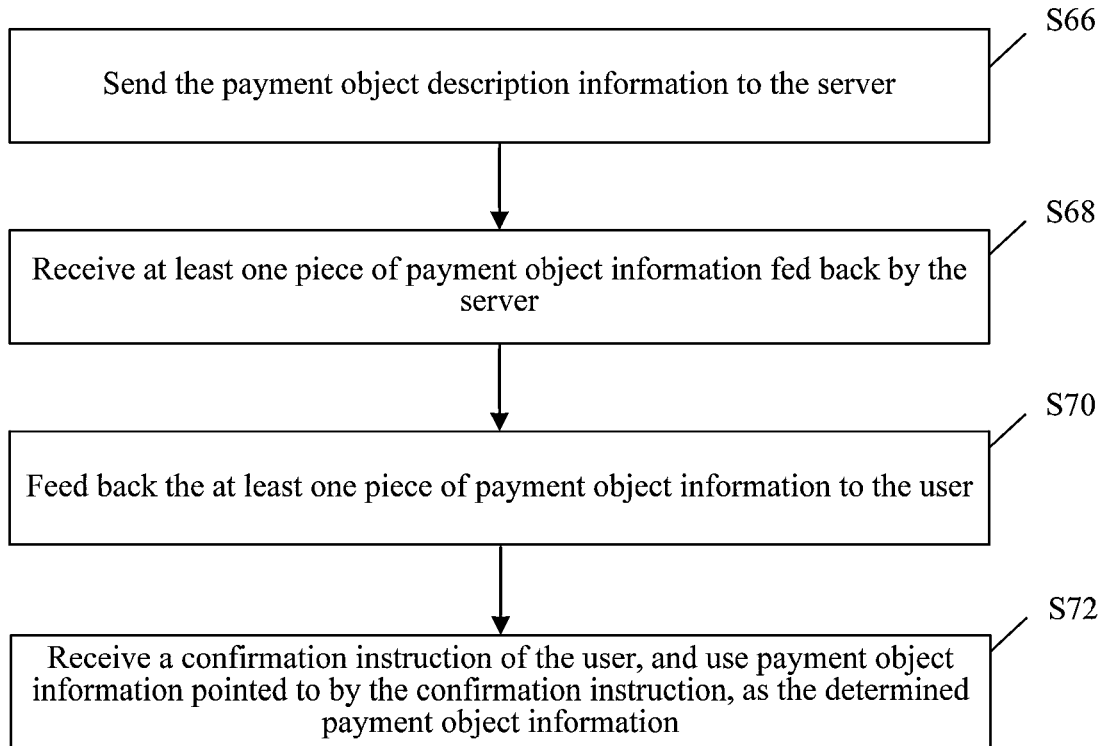 S66
Send the payment object description information to the server
S68
Receive at least one piece of payment object information fed back by the
server
S70
Feed back the at least one piece of payment object information to the user
S72
Receive a confirmation instruction of the user, and use payment object
information pointed to by the confirmation instruction, as the determined
payment object information